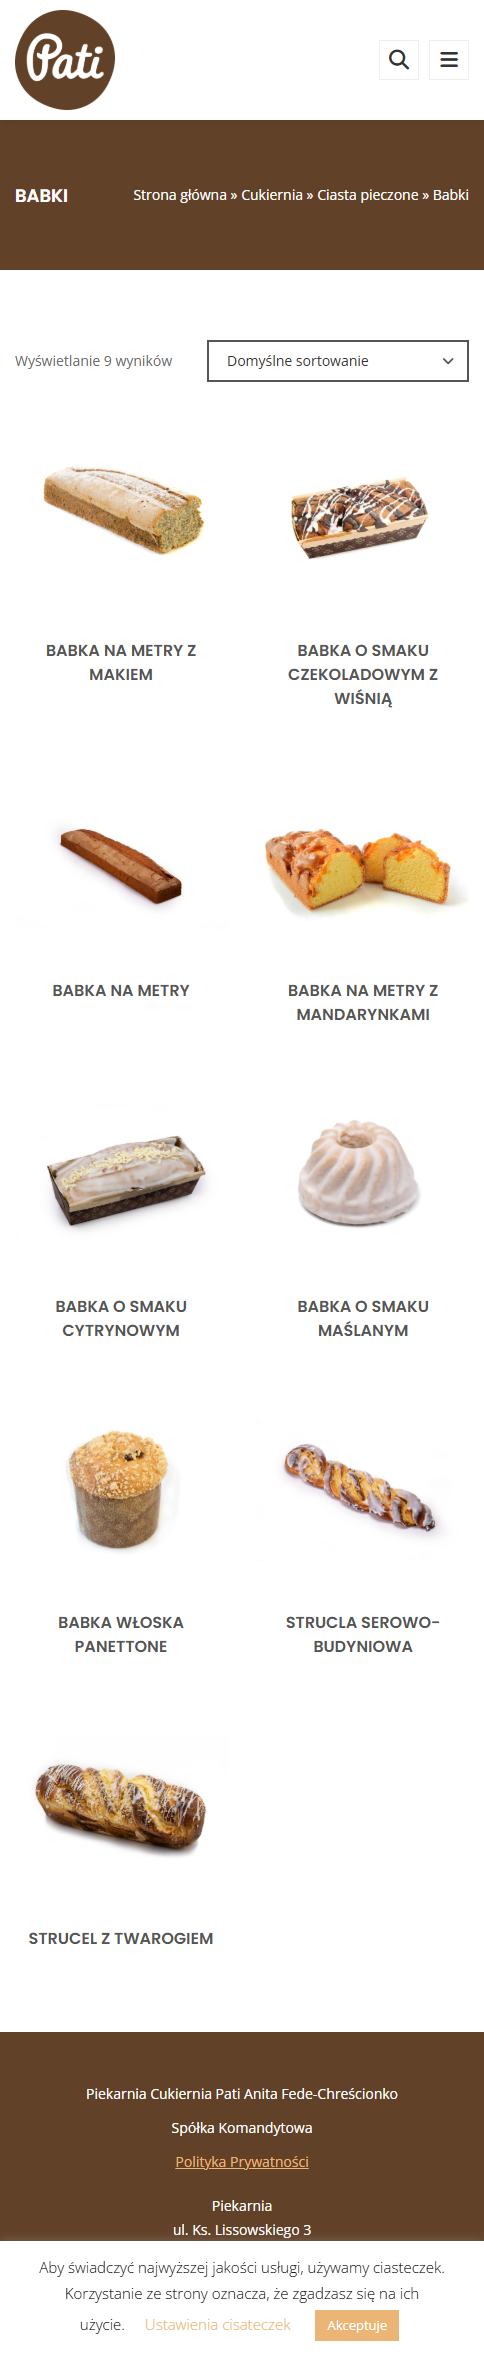 Pati
BABKI
Strona główna » Cukiernia » Ciasta pieczone » Babki
Wyświetlanie 9 wyników
Domyślne sortowanie
BABKA NA METRY Z
MAKIEM
BABKA O SMAKU
CZEKOLADOWYM Z
WIŚNIĄ
BABKA NA METRY
BABKA NA METRY Z
MANDARYNKAMI
BABKA O SMAKU
CYTRYNOWYM
BABKA O SMAKU
MAŚLANYM
BABKA WŁOSKA
PANETTONE
STRUCLA SEROWO-
BUDYNIOWA
STRUCEL Z TWAROGIEM
Piekarnia Cukiernia Pati Anita Fede-Chreścionko
Spółka Komandytowa
Polityka Prywatności
Piekarnia
ul. Ks. Lissowskiego 3
Aby świadczyć najwyższej jakości usługi, używamy ciasteczek.
Korzystanie ze strony oznacza, że zgadzasz się na ich
użycie. Ustawienia cisateczek Akceptuje